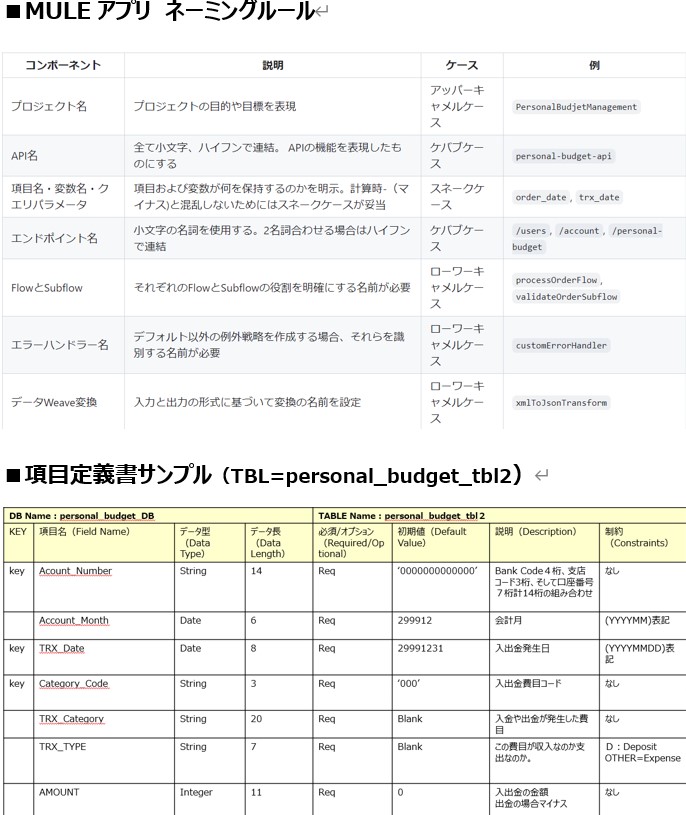 ■MULE アプリ ネーミングルール↵
コンポーネント 説明 ケース 例
プロジェクト名 プロジェクトの目的や目標を表現 アッパーキャメルケース PersonalBudjetManagement
API名 全て小文字、ハイフンで連結。 APIの機能を表現したものにする ケバブケース personal-budget-api
項目名・変数名・クエリパラメータ 項目および変数が何を保持するのかを明示。計算時-（マイナス)と混乱しないためにはスネークケースが妥当 スネークケース order_date , trx_date
エンドポイント名 小文字の名詞を使用する。2名詞合わせる場合はハイフンで連結 ケバブケース /users , /account , /personal-budget
FlowとSubflow それぞれのFlowとSubflowの役割を明確にする名前が必要 ローワーキャメルケース processOrderFlow , validateOrderSubflow
エラーハンドラー名 デフォルト以外の例外戦略を作成する場合、それらを識別する名前が必要 ローワーキャメルケース customErrorHandler
データWeave変換 入力と出力の形式に基づいて変換の名前を設定 ローワーキャメルケース xmlToJsonTransform
■項目定義書サンプル（TBL=personal_budget_tbl2）↵
DB Name : personal_budget_DB TABLE Name : personal_budget_tbl2
KEY 項目名（Field Name） データ型（Data Type） データ長（Data Length） 必須/オプション（Required/Optional） 初期値（Default Value） 説明（Description） 制約（Constraints）
key Acount_Number String 14 Req ‘0000000000000’ Bank Code４桁、支店コード3桁、そして口座番号７桁計14桁の組み合わせ なし
Account_Month Date 6 Req 299912 会計月 (YYYYMM)表記
key TRX_Date Date 8 Req 29991231 入出金発生日 (YYYYMMDD)表記
key Category_Code String 3 Req ‘000’ 入出金費目コード なし
TRX_Category String 20 Req Blank 入金や出金が発生した費目 なし
TRX_TYPE String 7 Req Blank この費目が収入なのか支出なのか。 D：Deposit OTHER=Expense
AMOUNT Integer 11 Req 0 入出金の金額 出金の場合マイナス なし